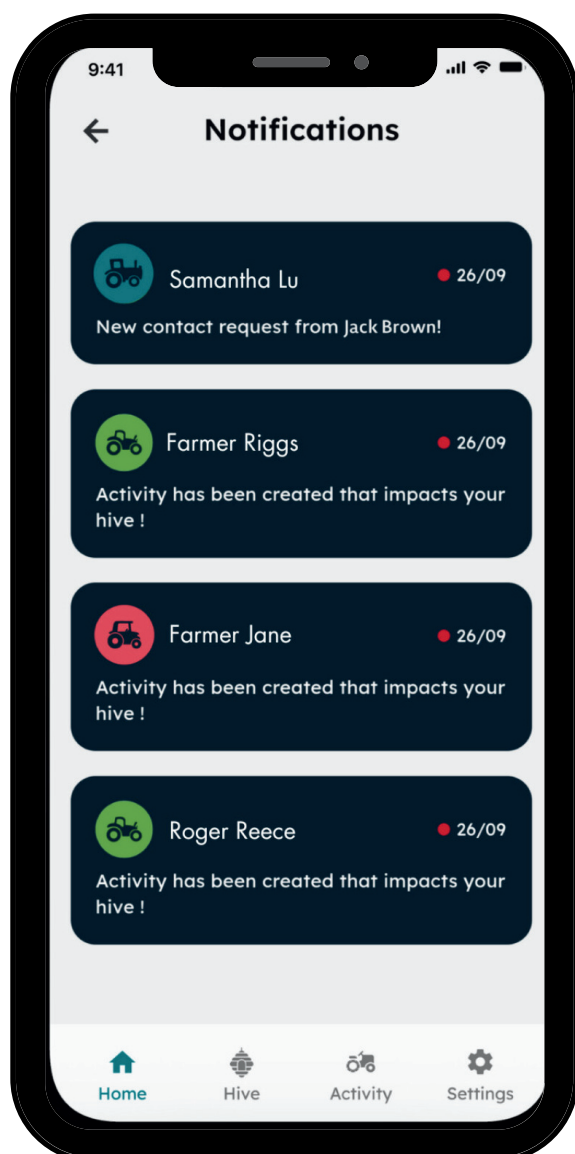 9:41
Notifications
Samantha Lu
26/09
New contact request from Jack Brown!
Farmer Riggs
26/09
Activity has been created that impacts your
hive !
Farmer Jane
26/09
Activity has been created that impacts your
hive !
Roger Reece
26/09
Activity has been created that impacts your
hive !
Home
Hive
Activity
Settings